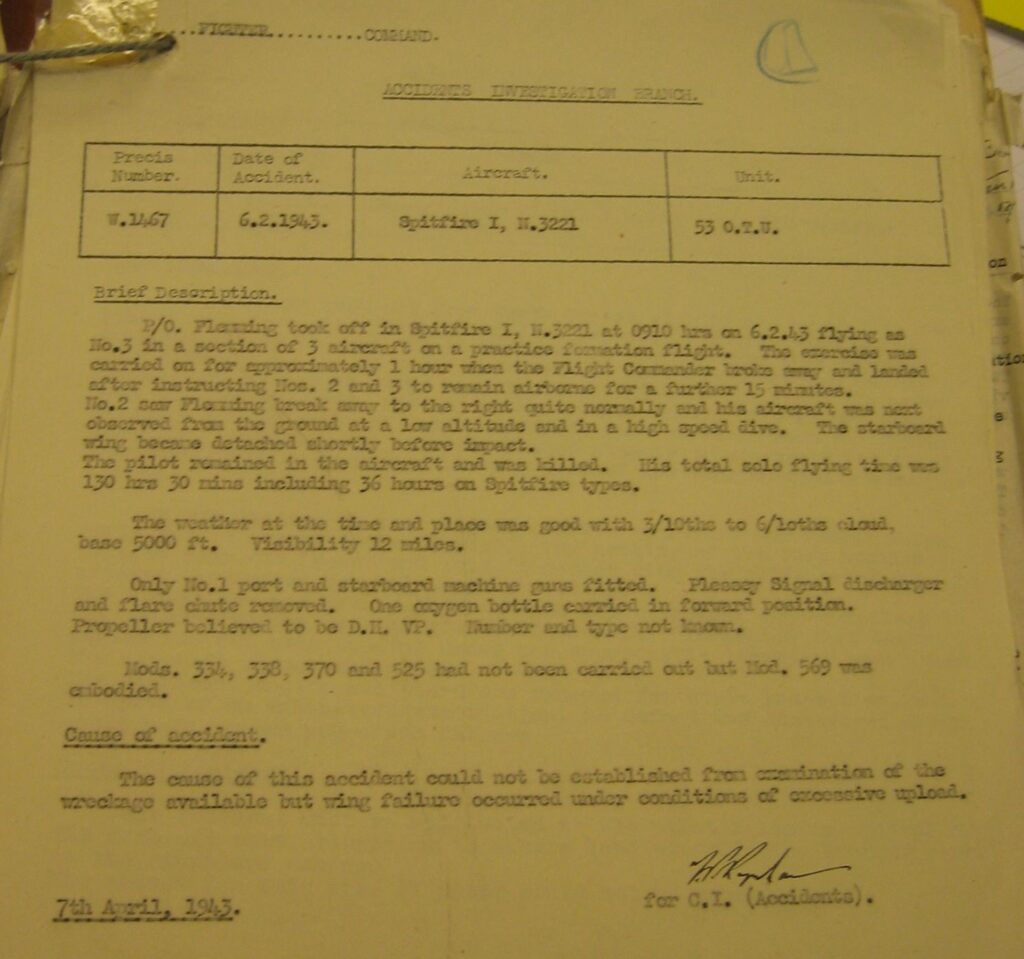 ....FIGHTER..........COMMAND.
ACCIDENTS INVESTIGATION BRANCH.
Precis Number. Date of Accident. Aircraft. Unit.
W.1467 6.2.1943. Spitfire I, N.3221 53 O.T.U.
Brief Description.
P/O. Flemming took off in Spitfire I, N.3221 at 0910 hrs on 6.2.43 flying as
No.3 in a section of 3 aircraft on a practice formation flight. The exercise was
carried on for approximately 1 hour when the Flight Commander broke away and landed
after instructing Nos. 2 and 3 to remain airborne for a further 15 minutes.
No.2 saw Flemming break away to the right quite normally and his aircraft was next
observed from the ground at a low altitude and in a high speed dive. The starboard
wing became detached shortly before impact.
The pilot remained in the aircraft and was killed. His total solo flying time was
130 hrs 30 mins including 36 hours on Spitfire types.
The weather at the time and place was good with 3/10ths to 6/10ths cloud,
base 5000 ft. Visibility 12 miles.
Only No.1 port and starboard machine guns fitted. Plessey Signal discharger
and flare chute removed. One oxygen bottle carried in forward position.
Propeller believed to be D.H. VP. Number and type not known.
Mods. 334, 338, 370 and 525 had not been carried out but Mod. 569 was
embodied.
Cause of accident.
The cause of this accident could not be established from examination of the
wreckage available but wing failure occurred under conditions of excessive upload.
for C.I. (Accidents).
7th April, 1943.